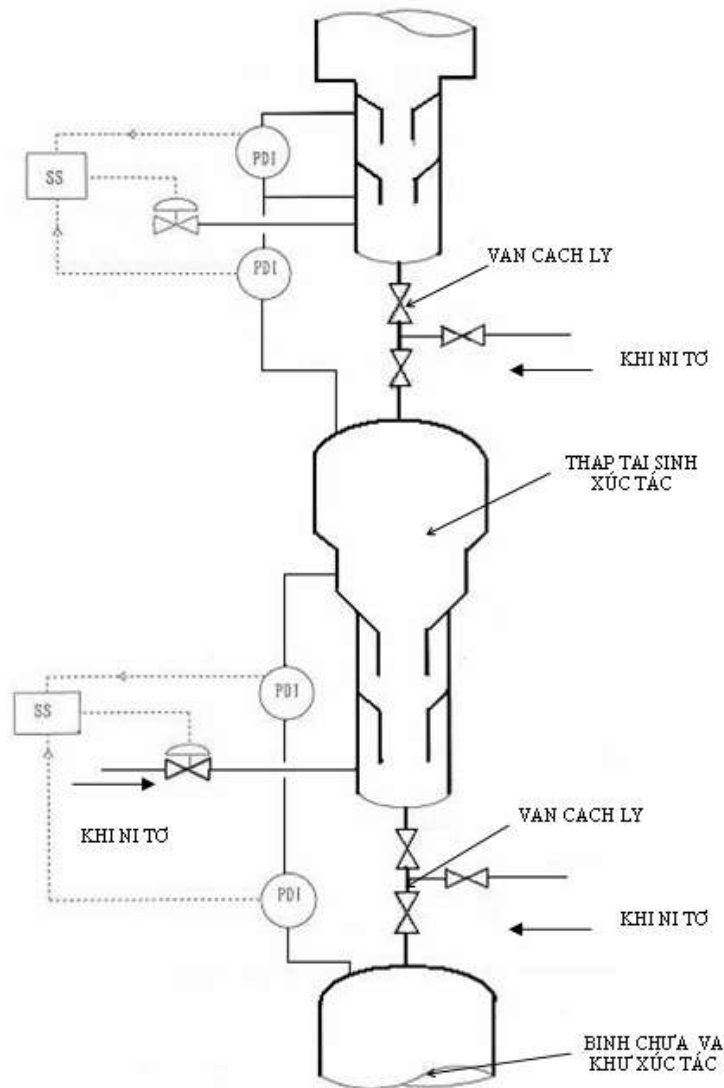 PDI
SS
PDI
VAN CACH LY
KHI NI TƠ
THAP TAI SINH
XÚC TÁC
PDI
SS
VAN CACH LY
KHI NI TƠ
PDI
KHI NI TƠ
BINH CHƯA VA
KHƯ XÚC TÁC